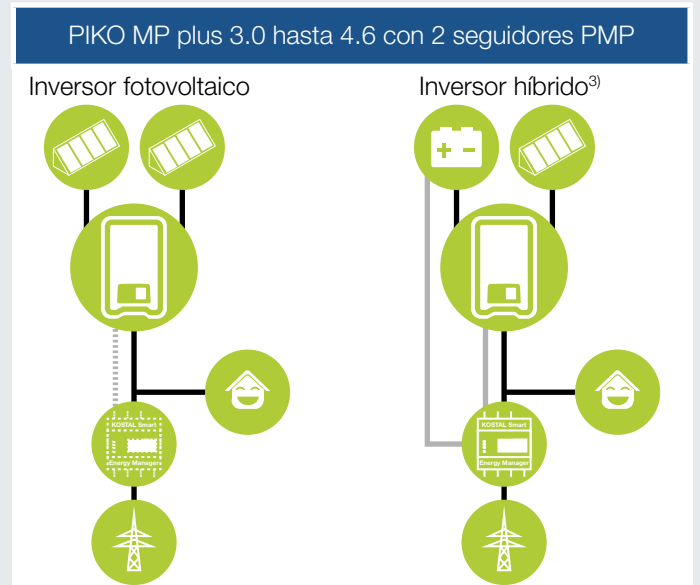 PIKO MP plus 3.0 hasta 4.6 con 2 seguidores PMP
Inversor fotovoltaico
Inversor híbrido3)
KOSTAL Smart
Energy Manager
KOSTAL Smart
Energy Manager